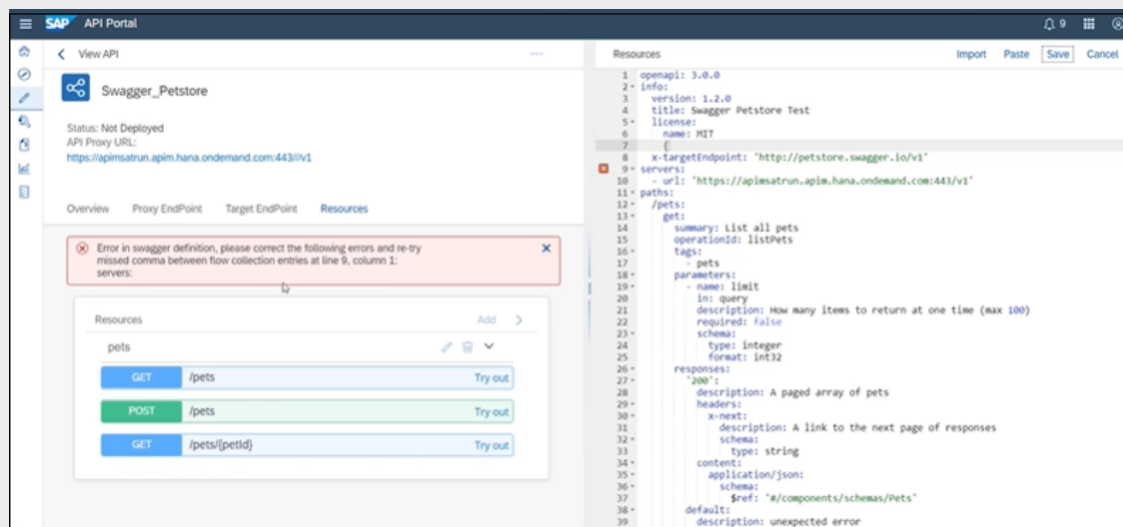 SAP API Portal 9
View API
Swagger_Petstore
Status: Not Deployed
API Proxy URL:
https://apimsatrun.apim.hana.ondemand.com:443///v1
Overview Proxy EndPoint Target EndPoint Resources
Error in swagger definition, please correct the following errors and re-try
missed comma between flow collection entries at line 9, column 1:
servers:
Resources Add
pets
GET /pets Try out
POST /pets Try out
GET /pets/{petId} Try out
Resources Import Paste Save Cancel
1 openapi: 3.0.0
2 info:
3 version: 1.2.0
4 title: Swagger Petstore Test
5 license:
6 name: MIT
7 {
8 x-targetEndpoint: 'http://petstore.swagger.io/v1'
9 servers:
10 - url: 'https://apimsatrun.apim.hana.ondemand.com:443/v1'
11 paths:
12 /pets:
13 get:
14 summary: List all pets
15 operationId: listPets
16 tags:
17 - pets
18 parameters:
19 - name: limit
20 in: query
21 description: How many items to return at one time (max 100)
22 required: false
23 schema:
24 type: integer
25 format: int32
26 responses:
27 '200':
28 description: A paged array of pets
29 headers:
30 x-next:
31 description: A link to the next page of responses
32 schema:
33 type: string
34 content:
35 application/json:
36 schema:
37 $ref: '#/components/schemas/Pets'
38 default:
39 description: unexpected error